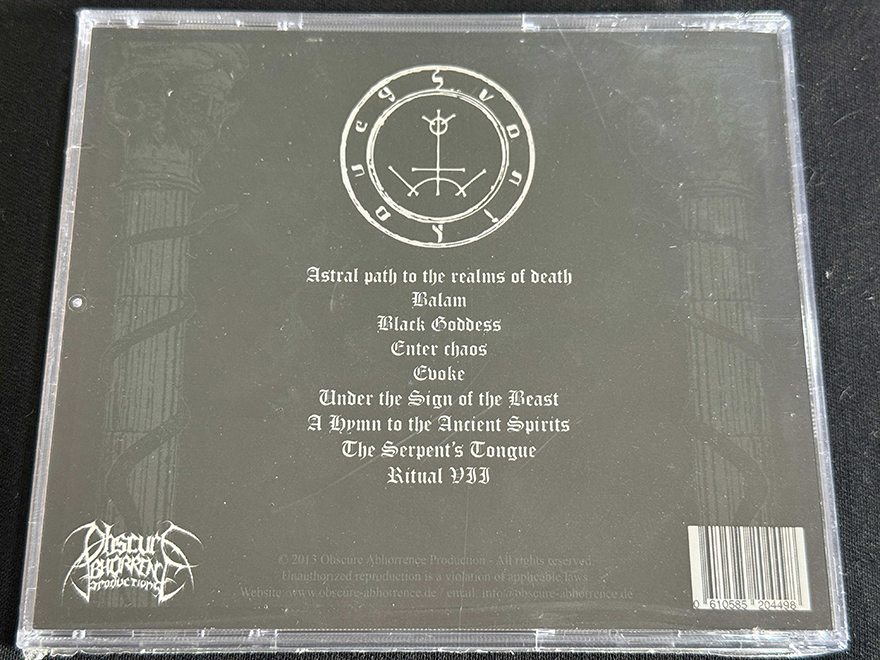 Astral path to the realms of death
Balam
Black Goddess
Enter chaos
Evoke
Under the Sign of the Beast
A Hymn to the Ancient Spirits
The Serpent's Tongue
Ritual VII
Obscure
Abhorrence
Productions
© 2013 Obscure Abhorrence Production - All rights reserved.
Unauthorized reproduction is a violation of applicable laws
Website: www.obscure-abhorrence.de / email: info@obscure-abhorrence.de
0 610585 204498